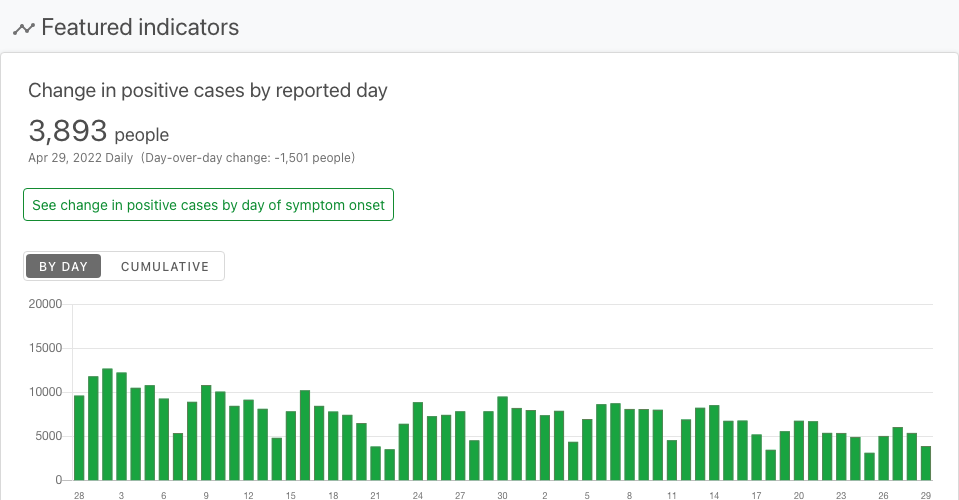 Featured indicators
Change in positive cases by reported day
3,893 people
Apr 29, 2022 Daily (Day-over-day change: -1,501 people)
See change in positive cases by day of symptom onset
BY DAY CUMULATIVE
20000
15000
10000
5000
0
28 3 6 9 12 15 18 21 24 27 30 2 5 8 11 14 17 20 23 26 29